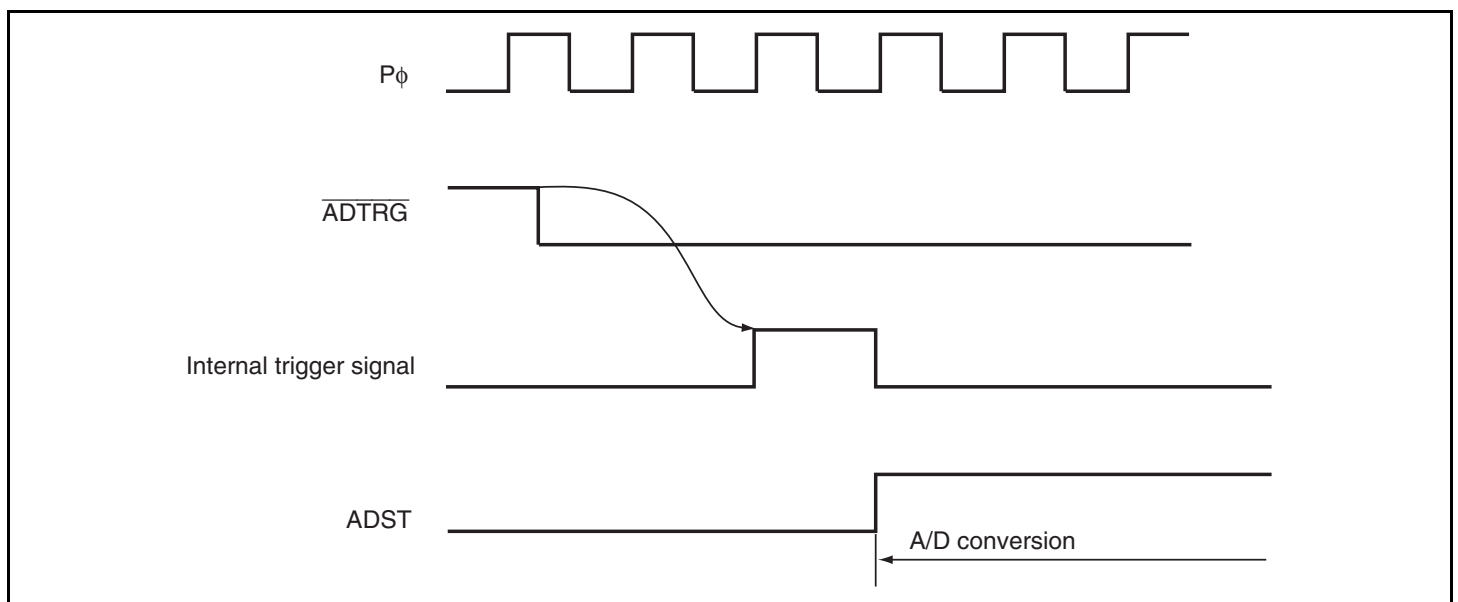 Pϕ
ADTRG
Internal trigger signal
ADST
A/D conversion